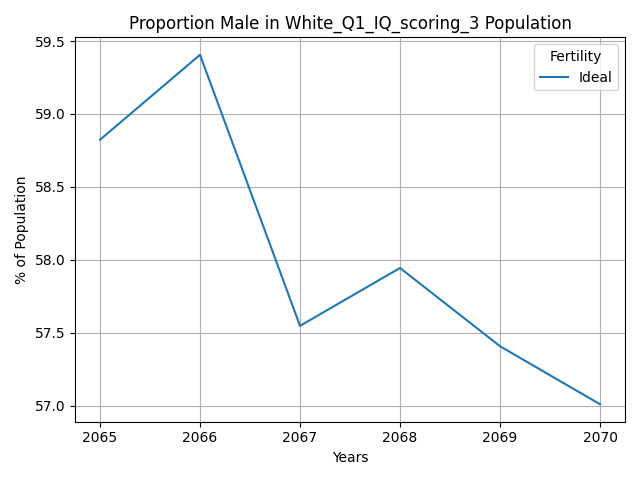 Proportion Male in White_Q1_IQ_scoring_3 Population
59.5
59.0
58.5
58.0
57.5
57.0
% of Population
Fertility
Ideal
2065 2066 2067 2068 2069 2070
Years